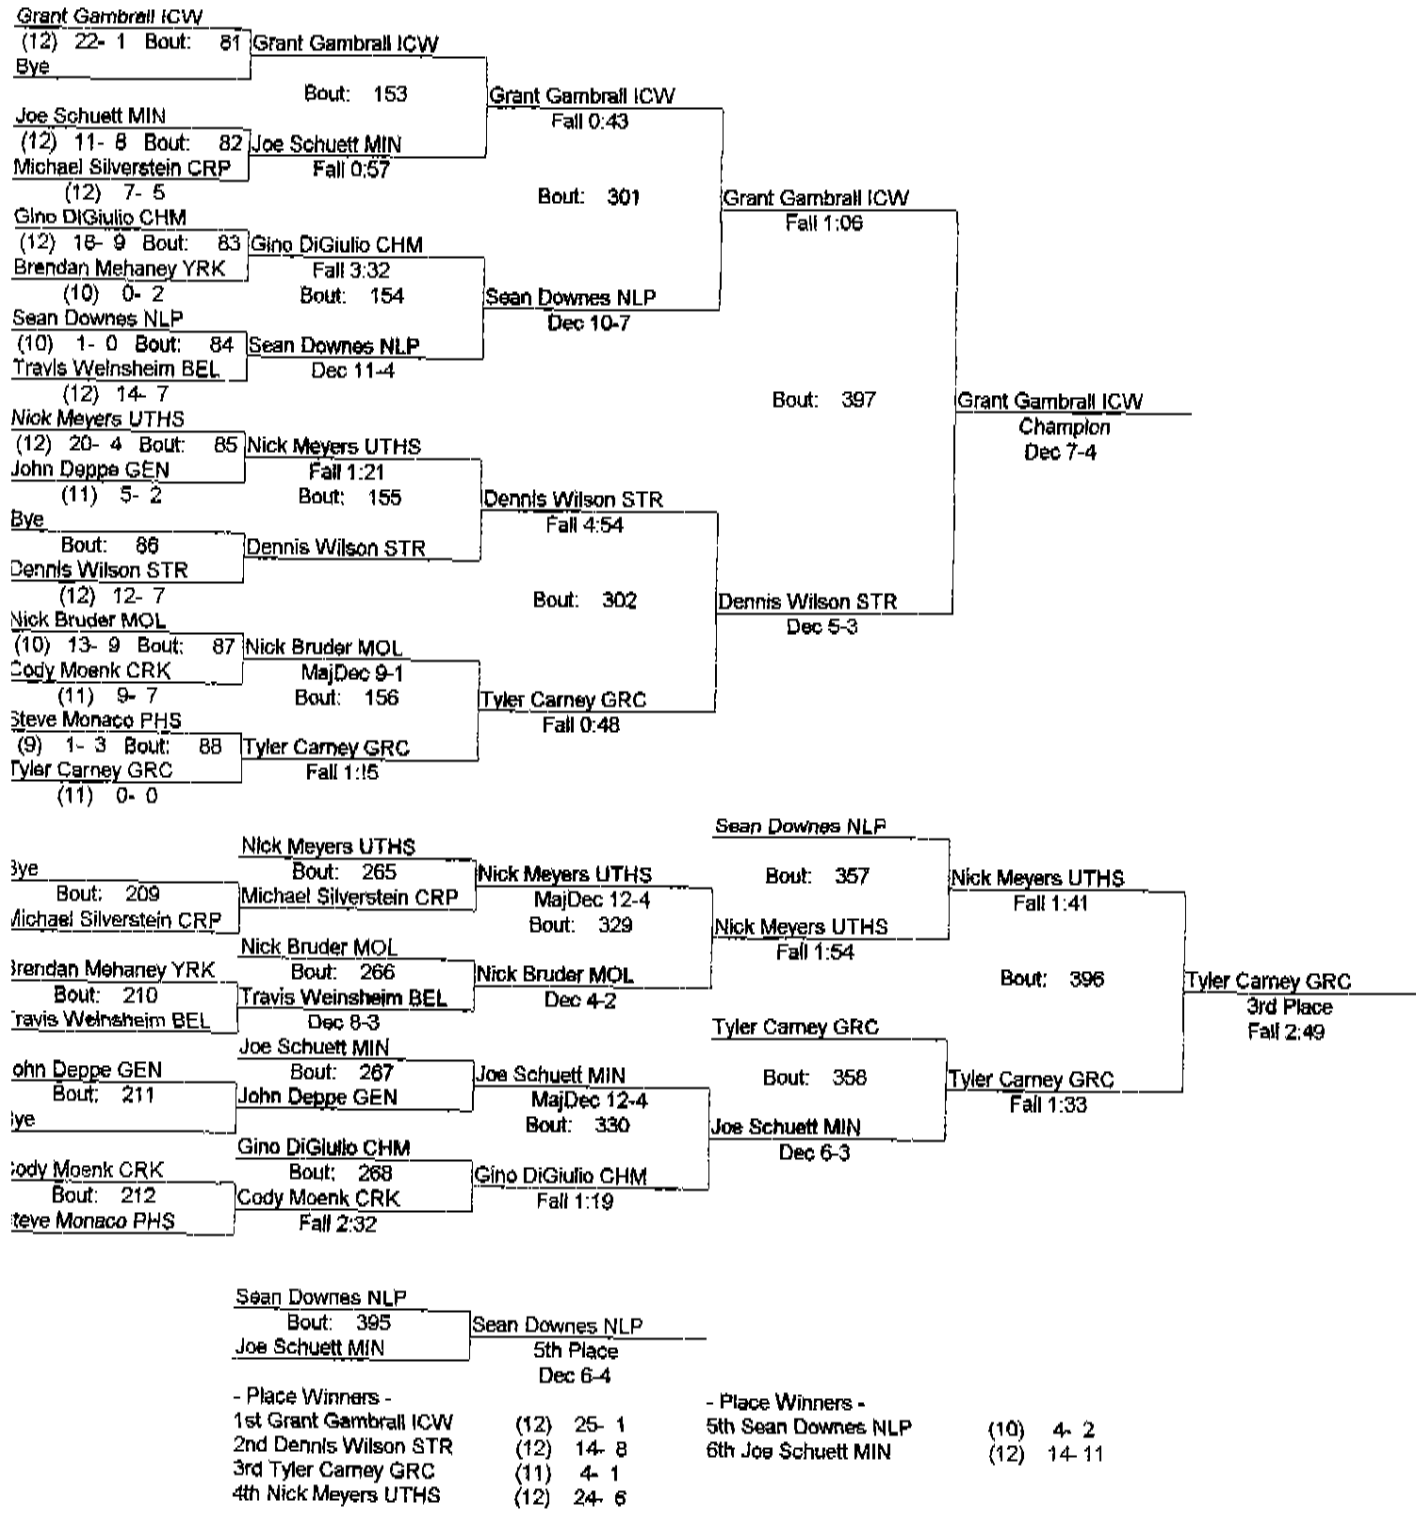 Grant Gambrall ICW
(12) 22- 1 Bout: 81 Grant Gambrall ICW
Bye
Bout: 153 Grant Gambrall ICW
Joe Schuett MIN Fall 0:43
(12) 11- 8 Bout: 82 Joe Schuett MIN
Michael Silverstein CRP Fall 0:57
(12) 7- 5 Bout: 301 Grant Gambrall ICW
Gino DiGiulio CHM Fall 1:06
(12) 18- 9 Bout: 83 Gino DiGiulio CHM
Brendan Mehaney YRK Fall 3:32
(10) 0- 2 Bout: 154 Sean Downes NLP
Sean Downes NLP Dec 10-7
(10) 1- 0 Bout: 84 Sean Downes NLP
Travis Weinsheim BEL Dec 11-4
(12) 14- 7 Bout: 397 Grant Gambrall ICW
Nick Meyers UTHS Champion
(12) 20- 4 Bout: 85 Nick Meyers UTHS Dec 7-4
John Deppe GEN Fall 1:21
(11) 5- 2 Bout: 155 Dennis Wilson STR
Bye Fall 4:54
Bout: 86 Dennis Wilson STR
Dennis Wilson STR
(12) 12- 7 Bout: 302 Dennis Wilson STR
Nick Bruder MOL Dec 5-3
(10) 13- 9 Bout: 87 Nick Bruder MOL
Cody Moenk CRK MajDec 9-1
(11) 9- 7 Bout: 156 Tyler Carney GRC
Steve Monaco PHS Fall 0:48
(9) 1- 3 Bout: 88 Tyler Carney GRC
Tyler Carney GRC Fall 1:15
(11) 0- 0
Sean Downes NLP
Nick Meyers UTHS
Bye Bout: 265 Nick Meyers UTHS Bout: 357 Nick Meyers UTHS
Bout: 209 Michael Silverstein CRP MajDec 12-4 Fall 1:41
Michael Silverstein CRP Bout: 329 Nick Meyers UTHS
Nick Bruder MOL Fall 1:54
Brendan Mehaney YRK Bout: 266 Nick Bruder MOL Bout: 396 Tyler Carney GRC
Bout: 210 Travis Weinsheim BEL Dec 4-2 3rd Place
Travis Weinsheim BEL Dec 8-3 Tyler Carney GRC Fall 2:49
Joe Schuett MIN
ohn Deppe GEN Bout: 267 Joe Schuett MIN Bout: 358 Tyler Carney GRC
Bout: 211 John Deppe GEN MajDec 12-4 Fall 1:33
ye Bout: 330 Joe Schuett MIN
Gino DiGiulio CHM Dec 6-3
Cody Moenk CRK Bout: 268 Gino DiGiulio CHM
Bout: 212 Cody Moenk CRK Fall 1:19
teve Monaco PHS Fall 2:32
Sean Downes NLP
Bout: 395 Sean Downes NLP
Joe Schuett MIN 5th Place
Dec 6-4
- Place Winners - - Place Winners -
1st Grant Gambrall ICW (12) 25- 1 5th Sean Downes NLP (10) 4- 2
2nd Dennis Wilson STR (12) 14- 8 6th Joe Schuett MIN (12) 14-11
3rd Tyler Carney GRC (11) 4- 1
4th Nick Meyers UTHS (12) 24- 6